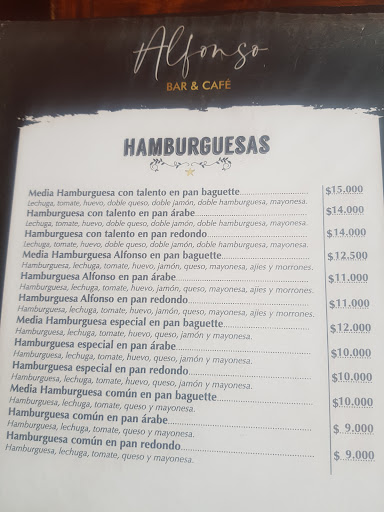 Alfonso
BAR & CAFÉ
HAMBURGUESAS
Media Hamburguesa con talento en pan baguette........................ $15.000
Lechuga, tomate, huevo, doble queso, doble jamón, doble hamburguesa, mayonesa.
Hamburguesa con talento en pan árabe........................ $14.000
Lechuga, tomate, huevo, doble queso, doble jamón, doble hamburguesa, mayonesa.
Hamburguesa con talento en pan redondo........................ $14.000
Lechuga, tomate, huevo, doble queso, doble jamón, doble hamburguesa, mayonesa.
Media Hamburguesa Alfonso en pan baguette........................ $12.500
Hamburguesa, lechuga, tomate, huevo, jamón, queso, mayonesa, ajíes y morrones.
Hamburguesa Alfonso en pan árabe........................ $11.000
Hamburguesa, lechuga, tomate, huevo, jamón, queso, mayonesa, ajíes y morrones.
Hamburguesa Alfonso en pan redondo........................ $11.000
Hamburguesa, lechuga, tomate, huevo, jamón, queso, mayonesa, ajíes y morrones.
Media Hamburguesa especial en pan baguette........................ $12.000
Hamburguesa, lechuga, tomate, huevo, queso, jamón y mayonesa.
Hamburguesa especial en pan árabe........................ $10.000
Hamburguesa, lechuga, tomate, huevo, queso, jamón y mayonesa.
Hamburguesa especial en pan redondo........................ $10.000
Hamburguesa, lechuga, tomate, huevo, queso, jamón y mayonesa.
Media Hamburguesa común en pan baguette........................ $10.000
Hamburguesa, lechuga, tomate, queso y mayonesa.
Hamburguesa común en pan árabe........................ $ 9.000
Hamburguesa, lechuga, tomate, queso y mayonesa.
Hamburguesa común en pan redondo........................ $ 9.000
Hamburguesa, lechuga, tomate, queso y mayonesa.